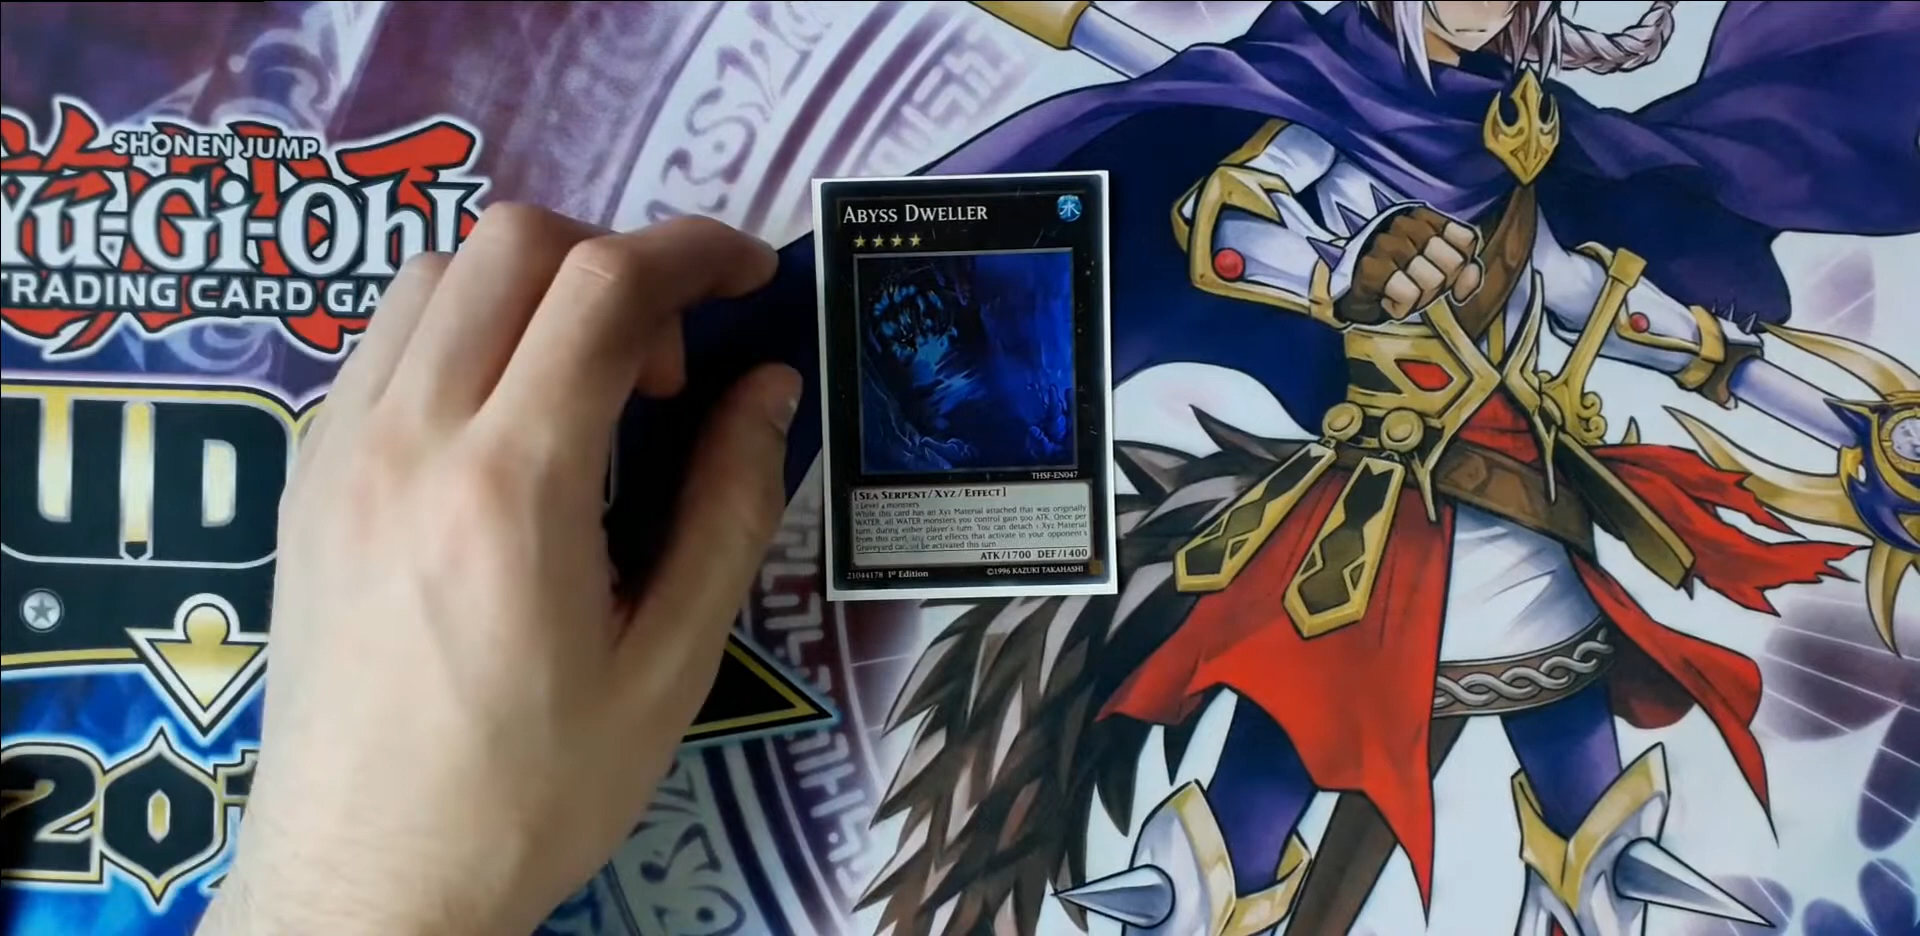 SHONEN JUMP
Yu-Gi-Oh!
TRADING CARD GA
UD
20
ABYSS DWELLER
水
THSF-EN047
[SEA SERPENT/XYZ/EFFECT]
2 Level 4 monsters
While this card has an Xyz Material attached that was originally
WATER, all WATER monsters you control gain 500 ATK. Once per
turn, during either player's turn: You can detach 1 Xyz Material
from this card; any card effects that activate in your opponent's
Graveyard cannot be activated this turn.
ATK/1700 DEF/1400
21044178 1st Edition ©1996 KAZUKI TAKAHASHI